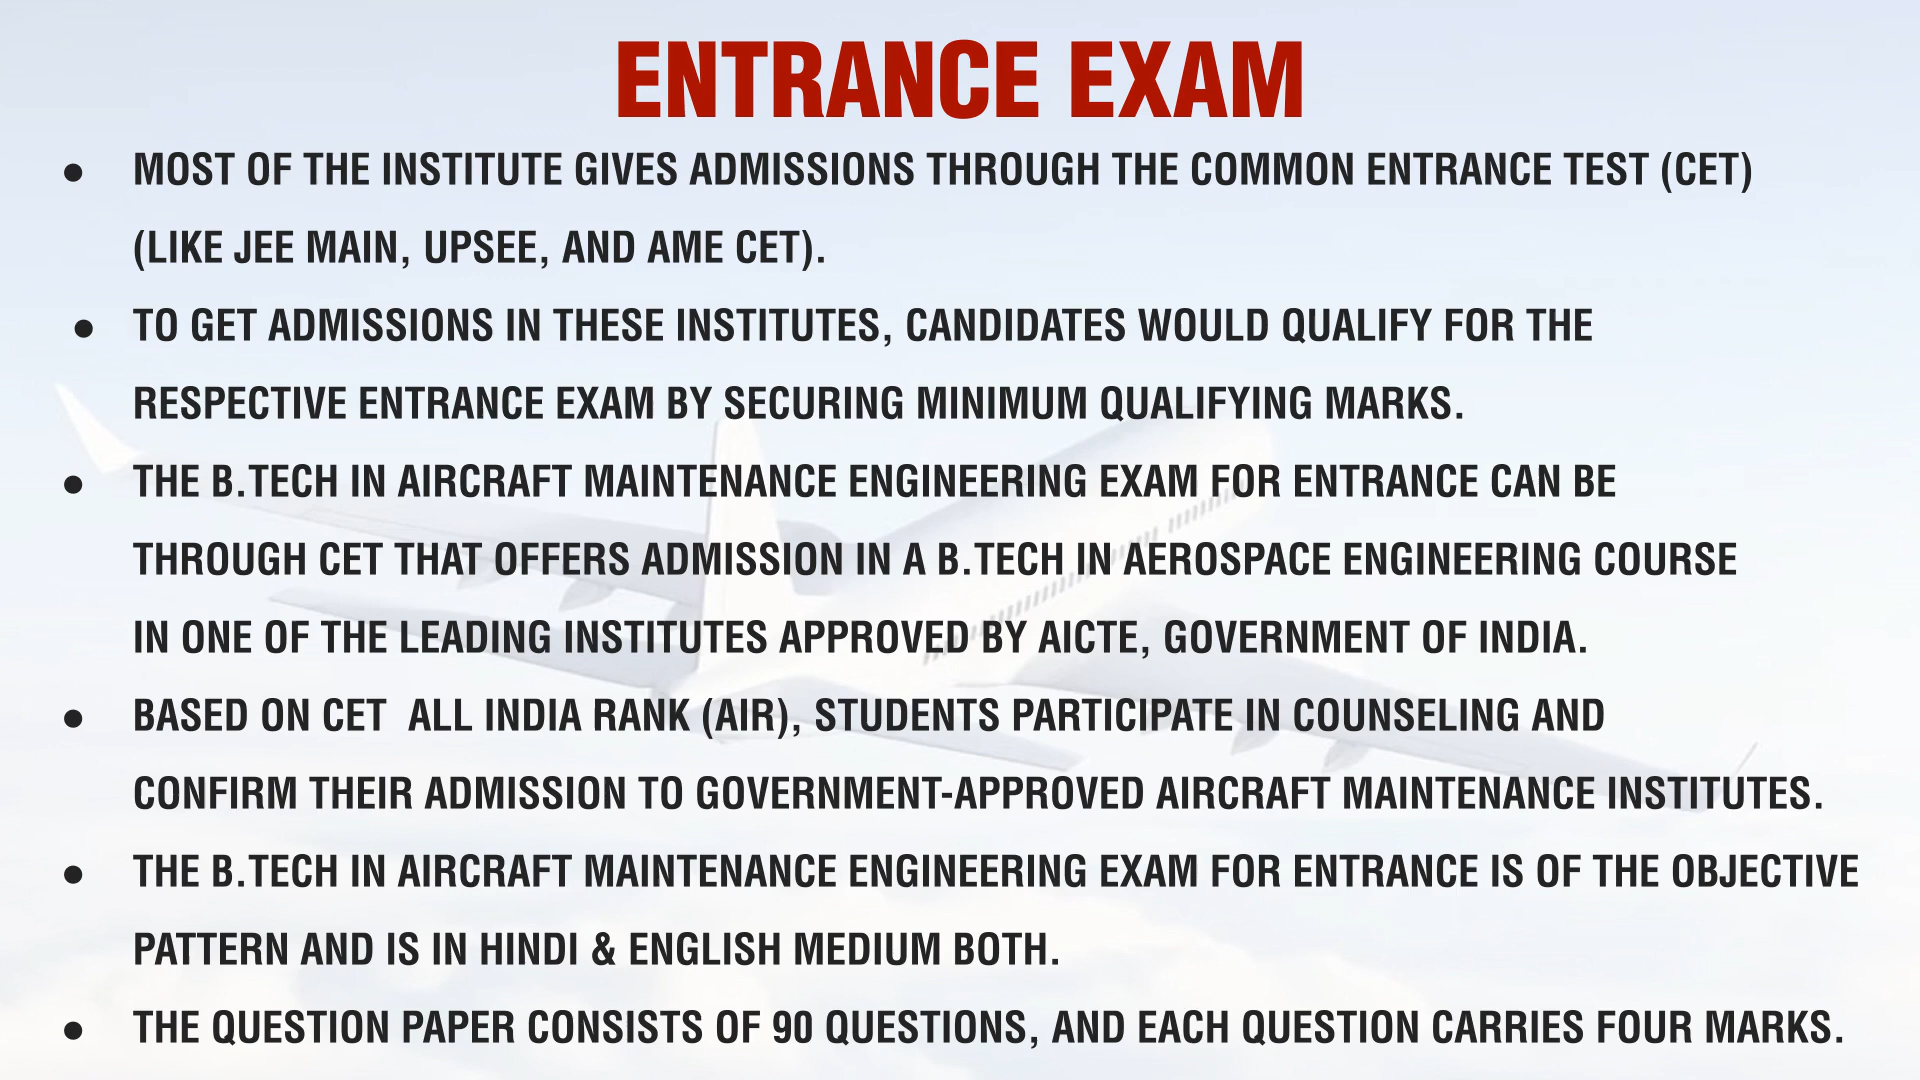 ENTRANCE EXAM
● MOST OF THE INSTITUTE GIVES ADMISSIONS THROUGH THE COMMON ENTRANCE TEST (CET)
(LIKE JEE MAIN, UPSEE, AND AME CET).
● TO GET ADMISSIONS IN THESE INSTITUTES, CANDIDATES WOULD QUALIFY FOR THE
RESPECTIVE ENTRANCE EXAM BY SECURING MINIMUM QUALIFYING MARKS.
● THE B.TECH IN AIRCRAFT MAINTENANCE ENGINEERING EXAM FOR ENTRANCE CAN BE
THROUGH CET THAT OFFERS ADMISSION IN A B.TECH IN AEROSPACE ENGINEERING COURSE
IN ONE OF THE LEADING INSTITUTES APPROVED BY AICTE, GOVERNMENT OF INDIA.
● BASED ON CET  ALL INDIA RANK (AIR), STUDENTS PARTICIPATE IN COUNSELING AND
CONFIRM THEIR ADMISSION TO GOVERNMENT-APPROVED AIRCRAFT MAINTENANCE INSTITUTES.
● THE B.TECH IN AIRCRAFT MAINTENANCE ENGINEERING EXAM FOR ENTRANCE IS OF THE OBJECTIVE
PATTERN AND IS IN HINDI & ENGLISH MEDIUM BOTH.
● THE QUESTION PAPER CONSISTS OF 90 QUESTIONS, AND EACH QUESTION CARRIES FOUR MARKS.